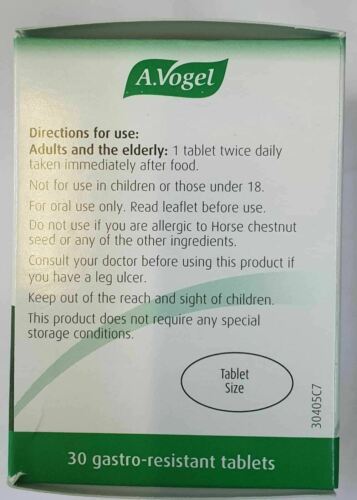 A.Vogel
Directions for use:
Adults and the elderly: 1 tablet twice daily
taken immediately after food.
Not for use in children or those under 18.
For oral use only. Read leaflet before use.
Do not use if you are allergic to Horse chestnut
seed or any of the other ingredients.
Consult your doctor before using this product if
you have a leg ulcer.
Keep out of the reach and sight of children.
This product does not require any special
storage conditions.
Tablet
Size
30405C7
30 gastro-resistant tablets